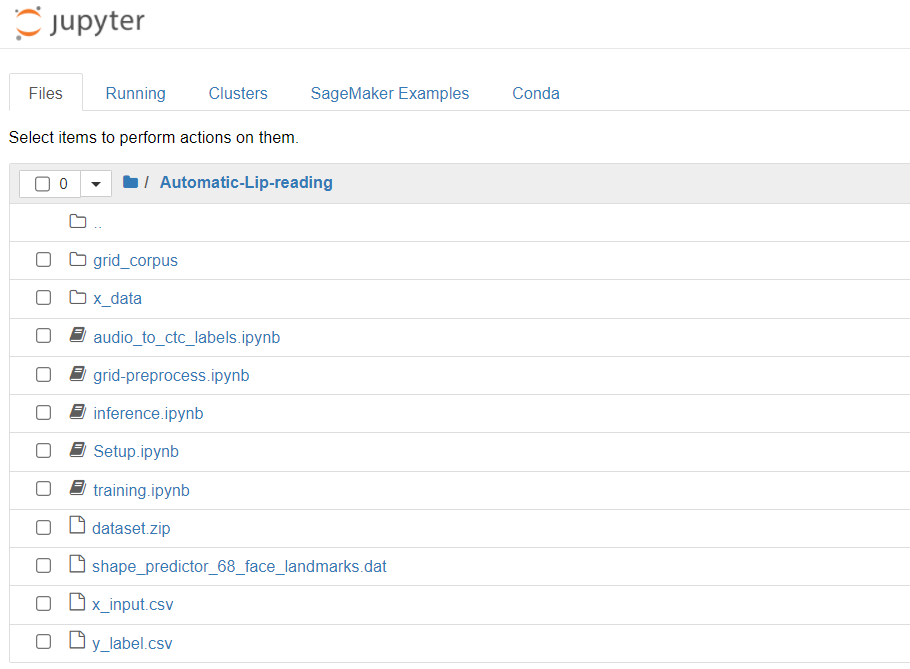 jupyter
Files Running Clusters SageMaker Examples Conda
Select items to perform actions on them.
0 / Automatic-Lip-reading
..
grid_corpus
x_data
audio_to_ctc_labels.ipynb
grid-preprocess.ipynb
inference.ipynb
Setup.ipynb
training.ipynb
dataset.zip
shape_predictor_68_face_landmarks.dat
x_input.csv
y_label.csv